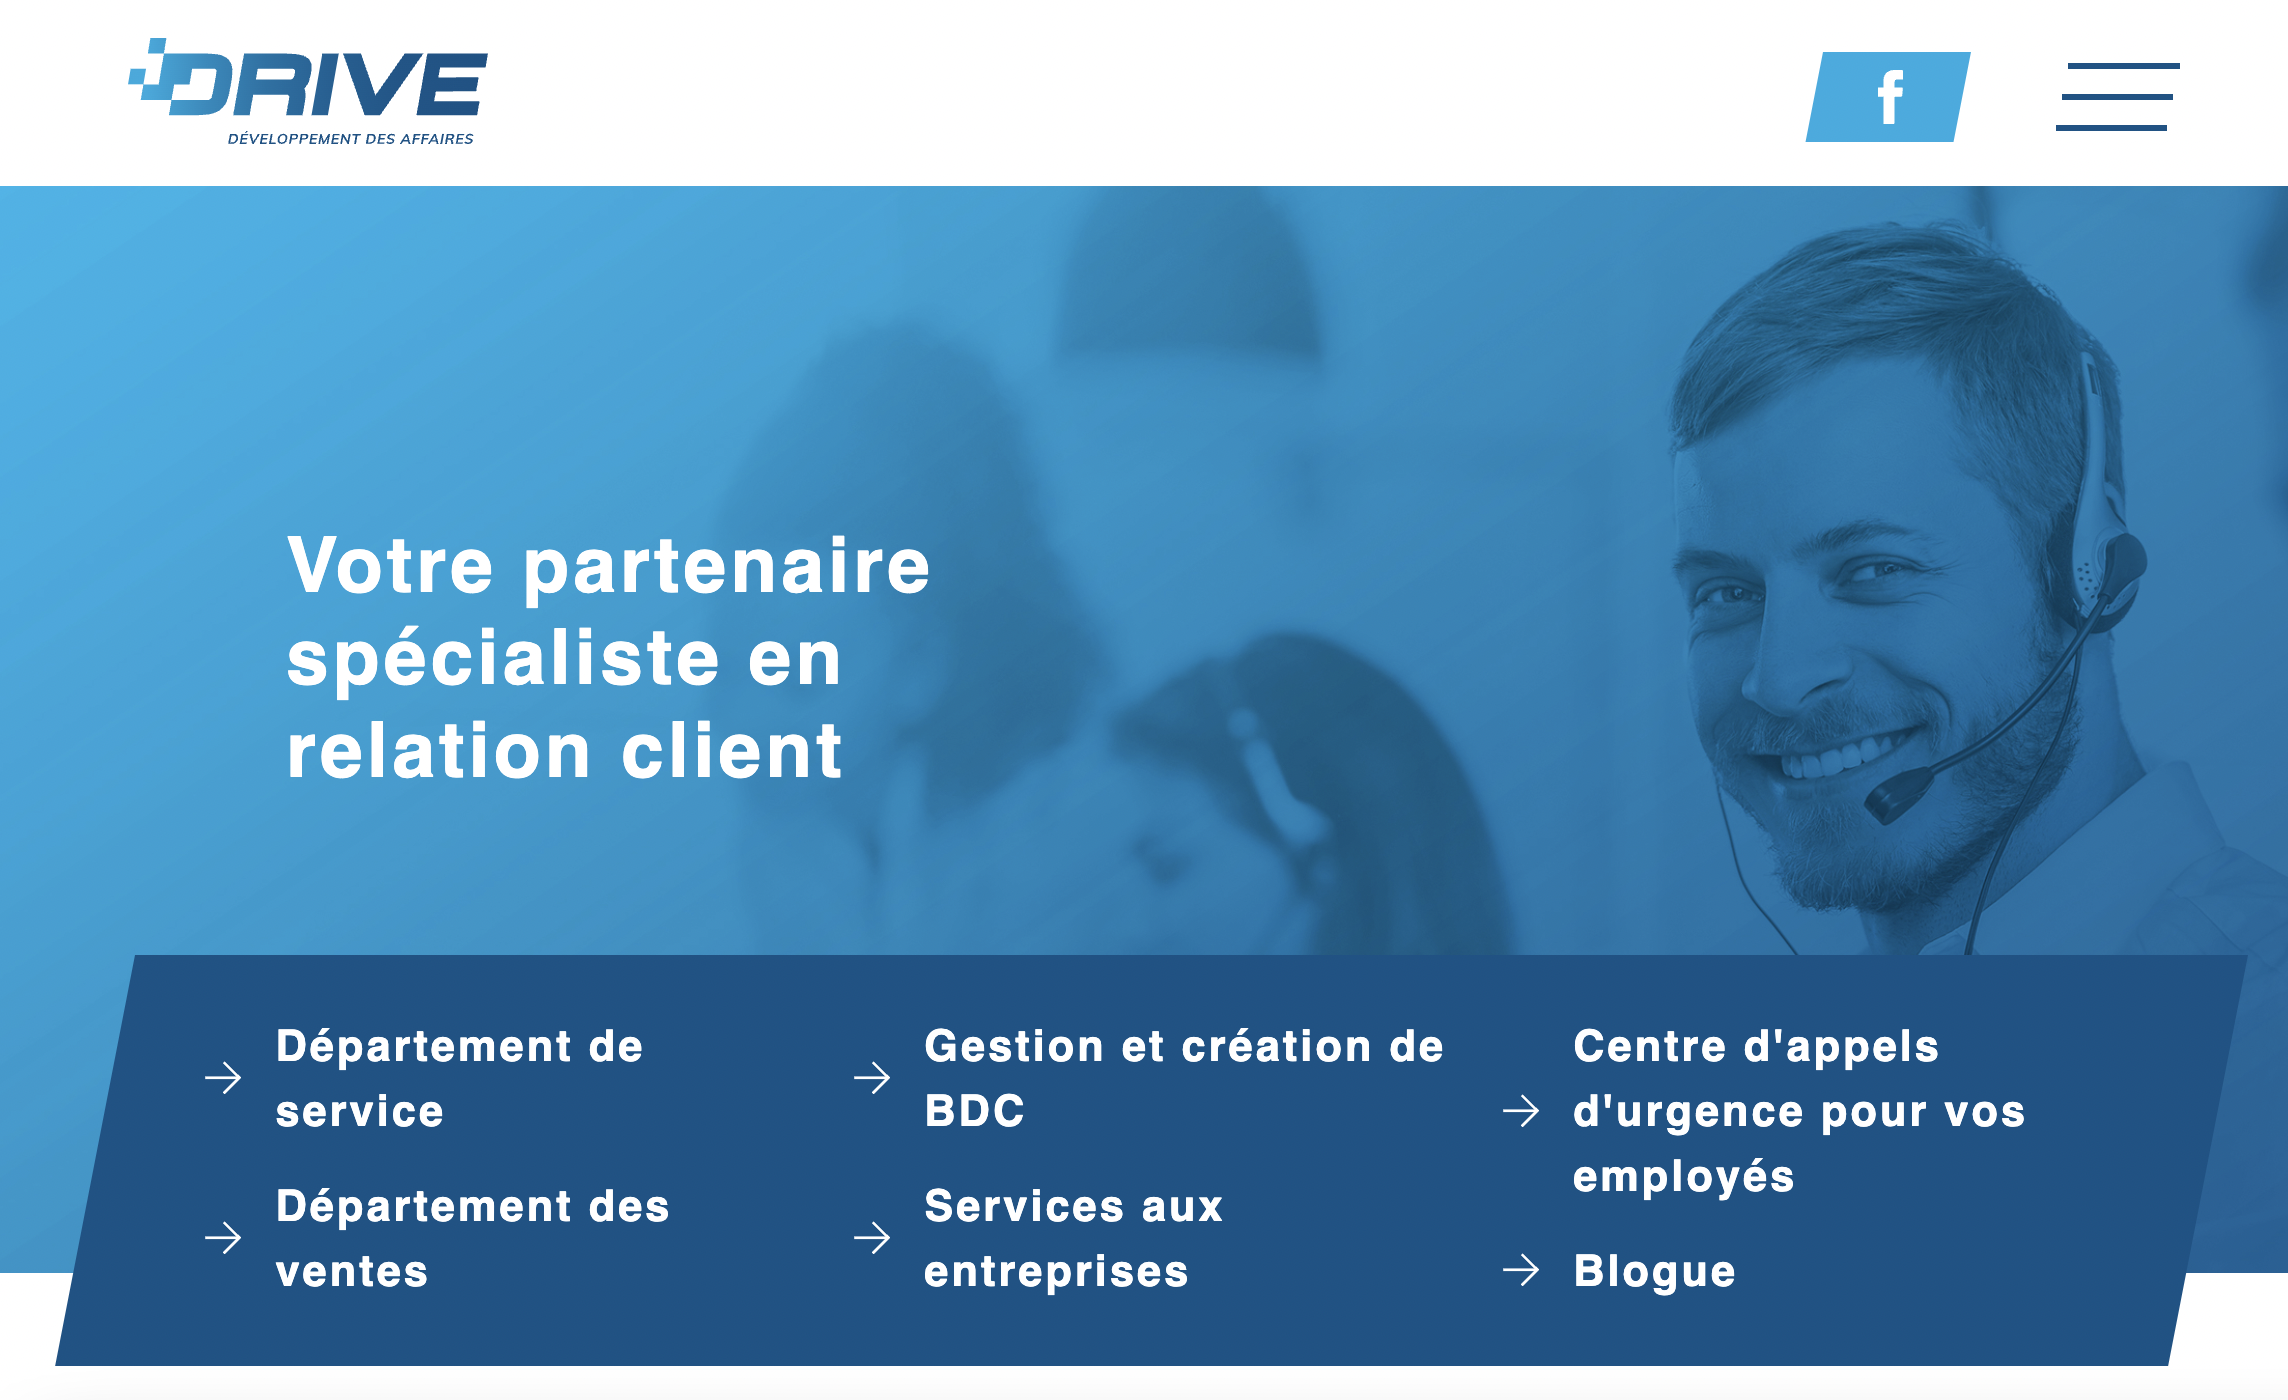 DRIVE
DÉVELOPPEMENT DES AFFAIRES
f
Votre partenaire
spécialiste en
relation client
Département de
service
Département des
ventes
Gestion et création de
BDC
Services aux
entreprises
Centre d'appels
d'urgence pour vos
employés
Blogue